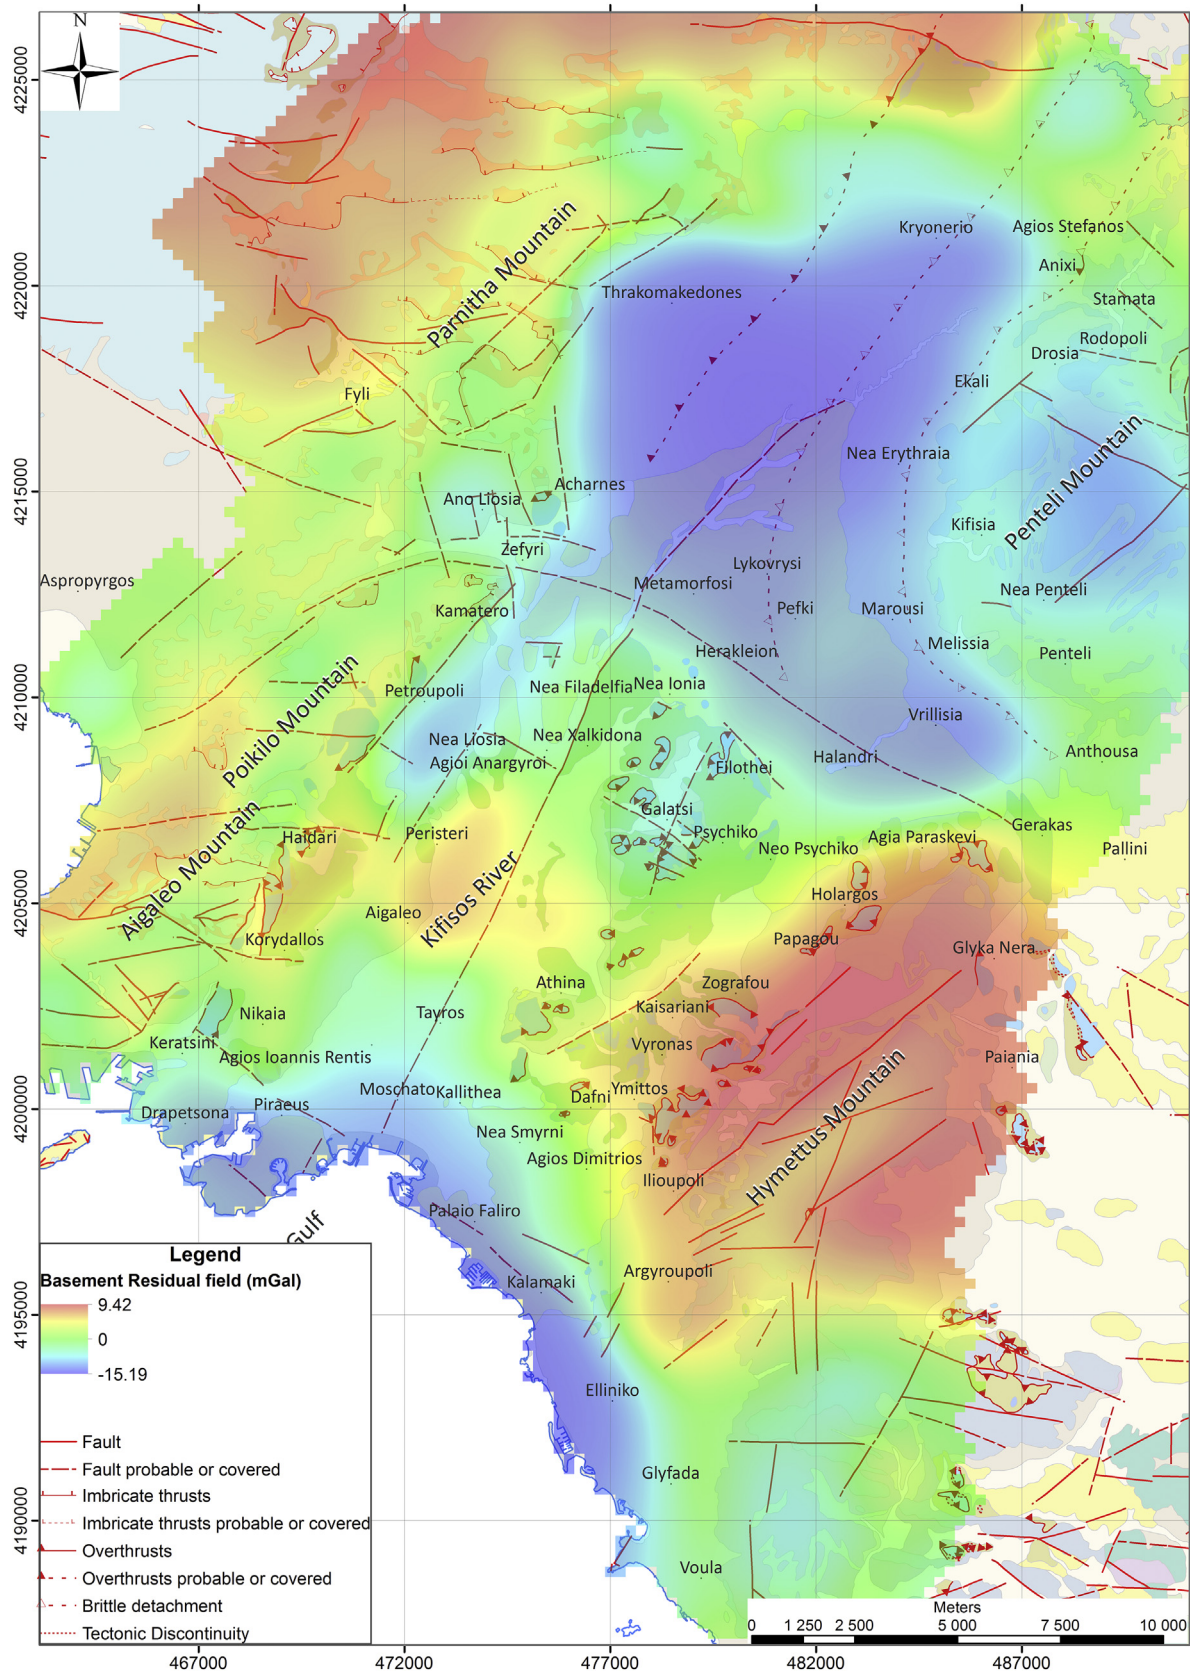 N
4225000
4220000
4215000
4210000
4205000
4200000
4195000
4190000
Kryonerio
Agios Stefanos
Anixi
Thrakomakedones
Stamata
Parnitha Mountain
Rodopoli
Drosia
Ekali
Fyli
Nea Erythraia
Acharnes
Ano Liosia
Penteli Mountain
Kifisia
Zefyri
Lykovrysi
Aspropyrgos
Metamorfosi
Nea Penteli
Kamatero
Pefki
Marousi
Melissia
Herakleion
Penteli
Petroupoli
Nea Filadelfia
Nea Ionia
Poikilo Mountain
Vrillisia
Nea Liosia
Nea Xalkidona
Anthousa
Agioi Anargyroi
Filothei
Halandri
Galatsi
Aigaleo Mountain
Haidari
Peristeri
Psychiko
Neo Psychiko
Agia Paraskevi
Gerakas
Pallini
Kifisos River
Holargos
Aigaleo
Korydallos
Papagou
Glyka Nera
Athina
Zografou
Nikaia
Tayros
Kaisariani
Keratsini
Vyronas
Agios Ioannis Rentis
Paiania
Moschato
Kallithea
Ymittos
Dafni
Drapetsona
Piraeus
Nea Smyrni
Hymettus Mountain
Agios Dimitrios
Ilioupoli
Palaio Faliro
Gulf
Argyroupoli
Kalamaki
Elliniko
Glyfada
Voula
Legend
Basement Residual field (mGal)
9.42
0
-15.19
Fault
Fault probable or covered
Imbricate thrusts
Imbricate thrusts probable or covered
Overthrusts
Overthrusts probable or covered
Brittle detachment
Tectonic Discontinuity
Meters
0 1 250 2 500 5 000 7 500 10 000
467000 472000 477000 482000 487000